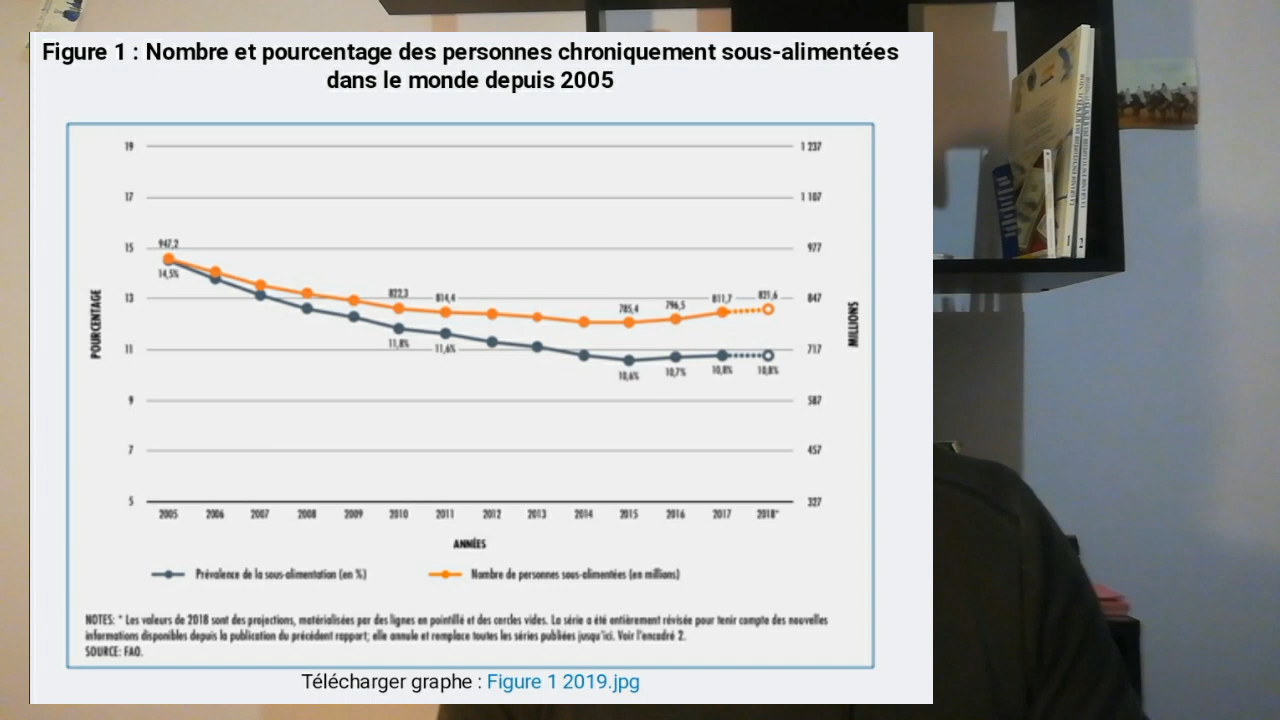 Figure 1 : Nombre et pourcentage des personnes chroniquement sous-alimentées
dans le monde depuis 2005
19 1 237
17 1 107
15 977
13 847
11 717
9 587
7 457
5 327
947,2
14,5%
822,3
814,4
785,4
796,5
811,7
821,6
11,8%
11,6%
10,6%
10,7%
10,8%
10,8%
POURCENTAGE
MILLIONS
2005 2006 2007 2008 2009 2010 2011 2012 2013 2014 2015 2016 2017 2018*
ANNÉES
Prévalence de la sous-alimentation (en %) Nombre de personnes sous-alimentées (en millions)
NOTES: * Les valeurs de 2018 sont des projections, matérialisées par des lignes en pointillé et des cercles vides. La série a été entièrement révisée pour tenir compte des nouvelles
informations disponibles depuis la publication du précédent rapport; elle annule et remplace toutes les séries publiées jusqu'ici. Voir l'encadré 2.
SOURCE: FAO.
Télécharger graphe : Figure 1 2019.jpg